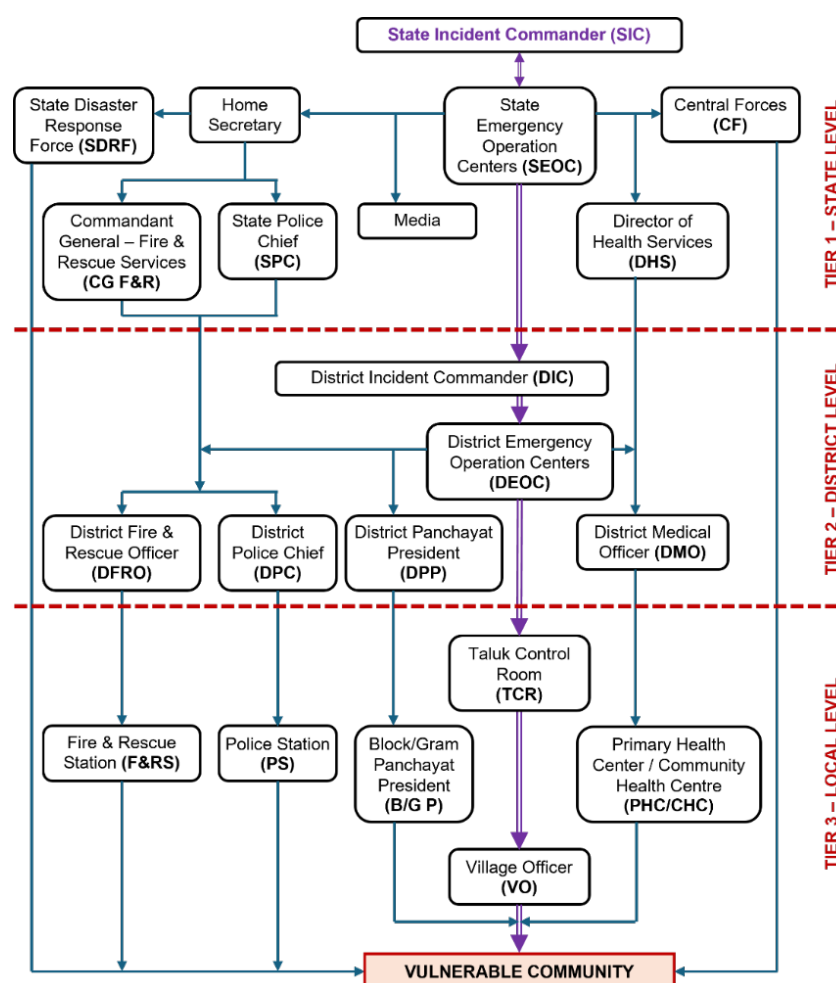 State Incident Commander (SIC)
State Disaster
Response
Force (SDRF)
Home
Secretary
State
Emergency
Operation
Centers (SEOC)
Central Forces
(CF)
Commandant
General – Fire &
Rescue Services
(CG F&R)
State Police
Chief
(SPC)
Media
Director of
Health Services
(DHS)
TIER 1 – STATE LEVEL
District Incident Commander (DIC)
District Emergency
Operation Centers
(DEOC)
District Fire &
Rescue Officer
(DFRO)
District
Police Chief
(DPC)
District Panchayat
President
(DPP)
District Medical
Officer (DMO)
TIER 2 – DISTRICT LEVEL
Taluk Control
Room
(TCR)
Fire & Rescue
Station (F&RS)
Police Station
(PS)
Block/Gram
Panchayat
President
(B/G P)
Primary Health
Center / Community
Health Centre
(PHC/CHC)
Village Officer
(VO)
TIER 3 – LOCAL LEVEL
VULNERABLE COMMUNITY